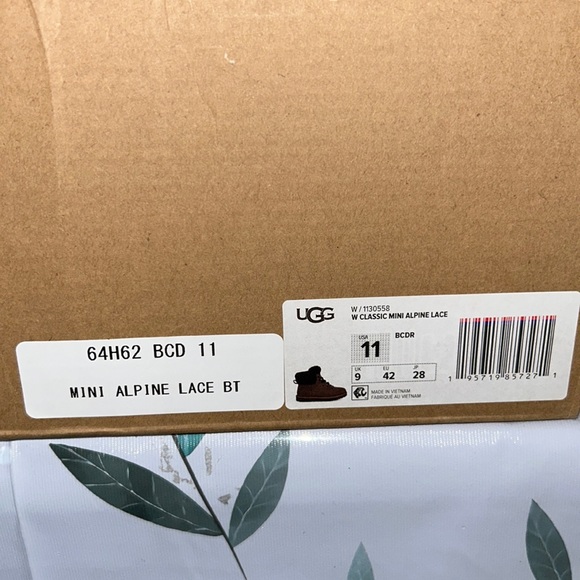 64H62 BCD 11
MINI ALPINE LACE BT
UGG
W / 1130558
W CLASSIC MINI ALPINE LACE
USA
11
BCDR
UK
9
EU
42
JP
28
MADE IN VIETNAM
FABRIQUE AU VIETNAM
1 95719 85727 1